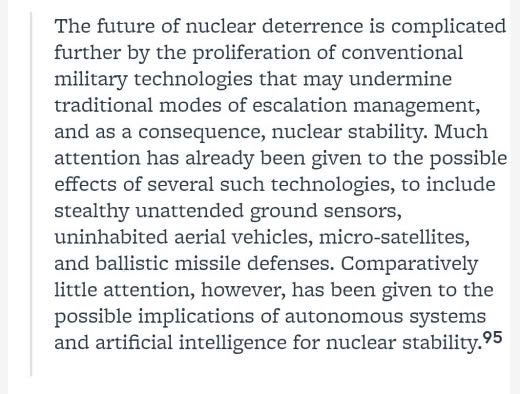 The future of nuclear deterrence is complicated
further by the proliferation of conventional
military technologies that may undermine
traditional modes of escalation management,
and as a consequence, nuclear stability. Much
attention has already been given to the possible
effects of several such technologies, to include
stealthy unattended ground sensors,
uninhabited aerial vehicles, micro-satellites,
and ballistic missile defenses. Comparatively
little attention, however, has been given to the
possible implications of autonomous systems
and artificial intelligence for nuclear stability.95